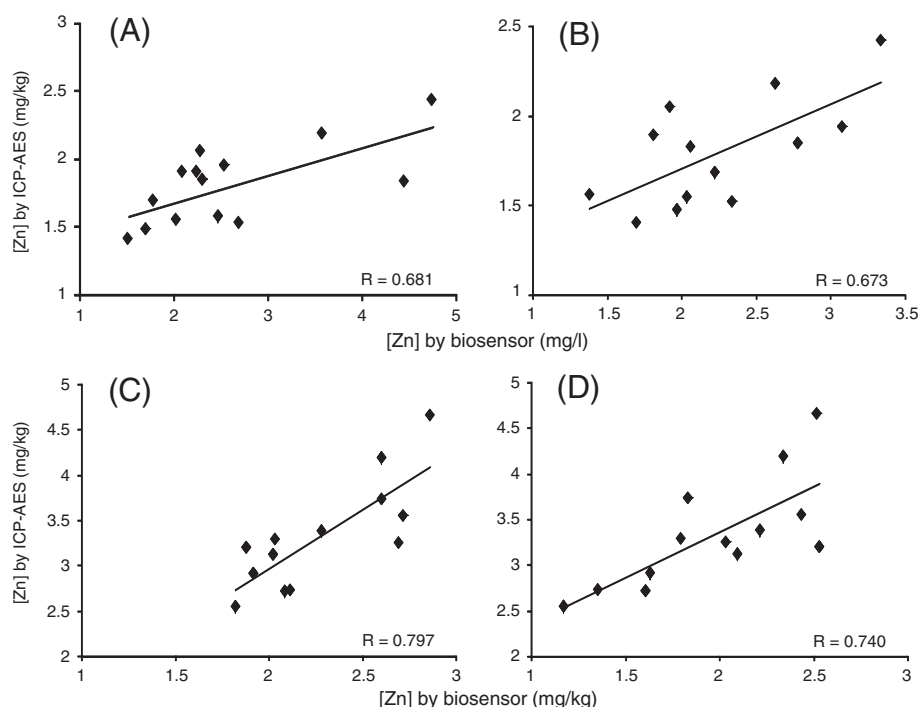 (A)
[Zn] by ICP-AES (mg/kg)
3
2.5
2
1.5
1
R = 0.681
1 2 3 4 5
(B)
2.5
2
1.5
1
R = 0.673
1 1.5 2 2.5 3 3.5
[Zn] by biosensor (mg/l)
(C)
[Zn] by ICP-AES (mg/kg)
5
4.5
4
3.5
3
2.5
2
R = 0.797
1 1.5 2 2.5 3
(D)
5
4.5
4
3.5
3
2.5
2
R = 0.740
1 1.5 2 2.5 3
[Zn] by biosensor (mg/kg)